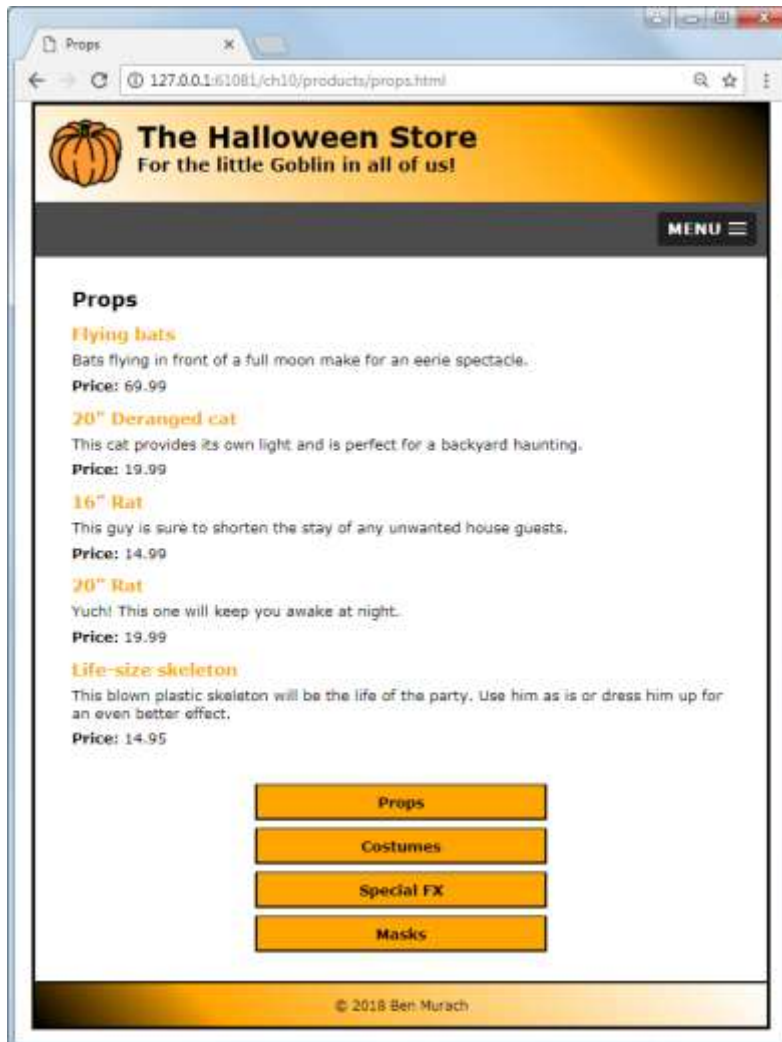 Props
127.0.0.1:61081/ch10/products/props.html
The Halloween Store
For the little Goblin in all of us!
MENU
Props
Flying bats
Bats flying in front of a full moon make for an eerie spectacle.
Price: 69.99
20" Deranged cat
This cat provides its own light and is perfect for a backyard haunting.
Price: 19.99
16" Rat
This guy is sure to shorten the stay of any unwanted house guests.
Price: 14.99
20" Rat
Yuch! This one will keep you awake at night.
Price: 19.99
Life-size skeleton
This blown plastic skeleton will be the life of the party. Use him as is or dress him up for
an even better effect.
Price: 14.95
Props
Costumes
Special FX
Masks
© 2018 Ben Murach